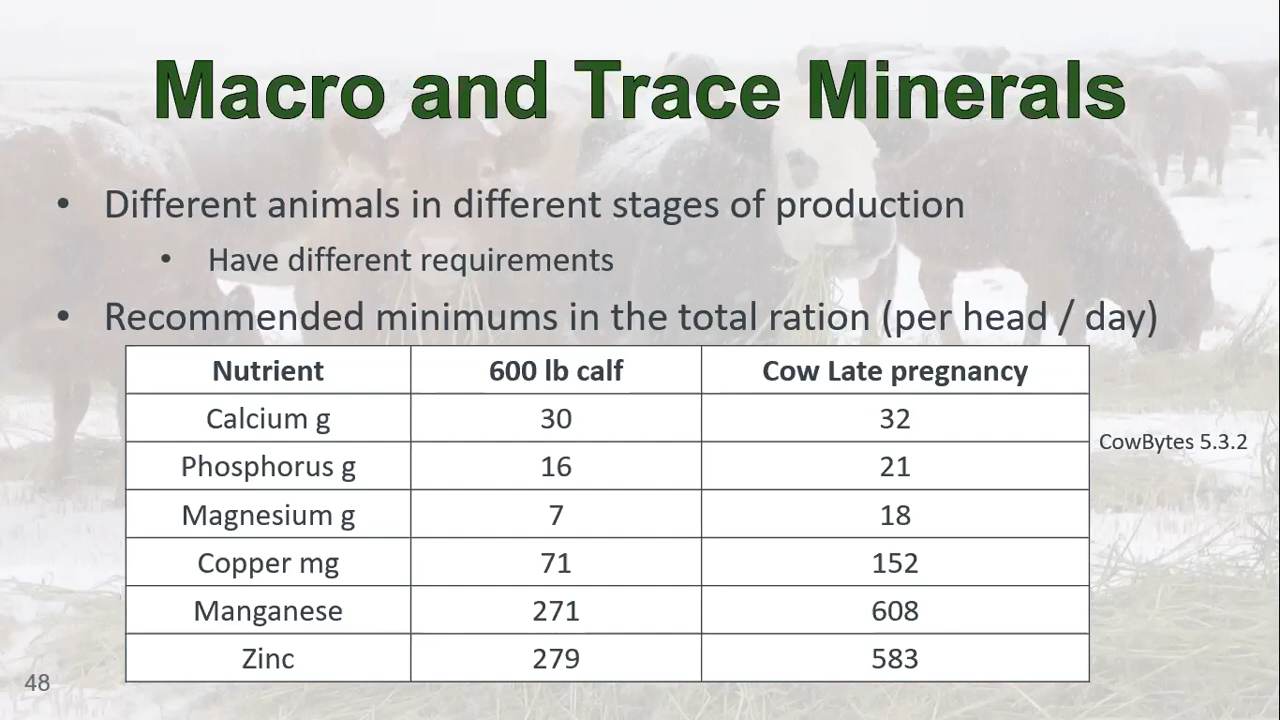 Macro and Trace Minerals
• Different animals in different stages of production
• Have different requirements
• Recommended minimums in the total ration (per head / day)
Nutrient 600 lb calf Cow Late pregnancy
Calcium g 30 32
Phosphorus g 16 21
Magnesium g 7 18
Copper mg 71 152
Manganese 271 608
Zinc 279 583
CowBytes 5.3.2
48